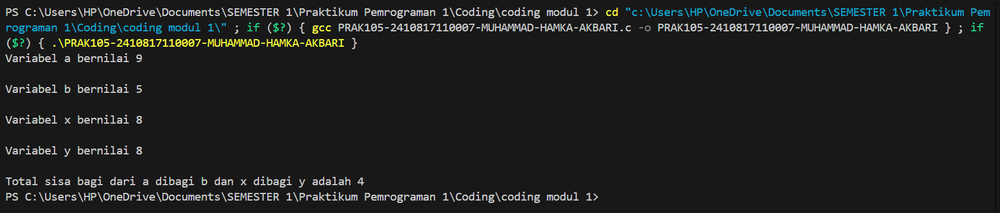 PS C:\Users\HP\OneDrive\Documents\SEMESTER 1\Praktikum Pemrograman 1\Coding\coding modul 1> cd "c:\Users\HP\OneDrive\Documents\SEMESTER 1\Praktikum Pem
rograman 1\Coding\coding modul 1\" ; if ($?) { gcc PRAK105-2410817110007-MUHAMMAD-HAMKA-AKBARI.c -o PRAK105-2410817110007-MUHAMMAD-HAMKA-AKBARI } ; if
($?) { .\PRAK105-2410817110007-MUHAMMAD-HAMKA-AKBARI }
Variabel a bernilai 9
Variabel b bernilai 5
Variabel x bernilai 8
Variabel y bernilai 8
Total sisa bagi dari a dibagi b dan x dibagi y adalah 4
PS C:\Users\HP\OneDrive\Documents\SEMESTER 1\Praktikum Pemrograman 1\Coding\coding modul 1>